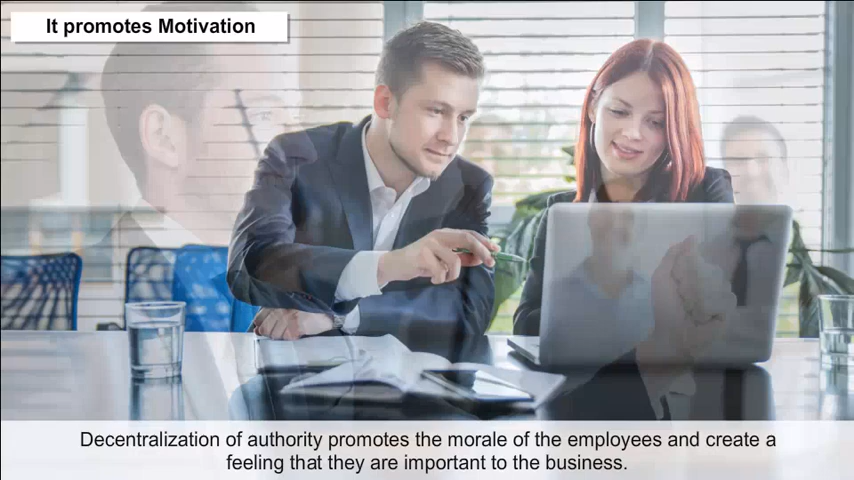 It promotes Motivation
Decentralization of authority promotes the morale of the employees and create a
feeling that they are important to the business.